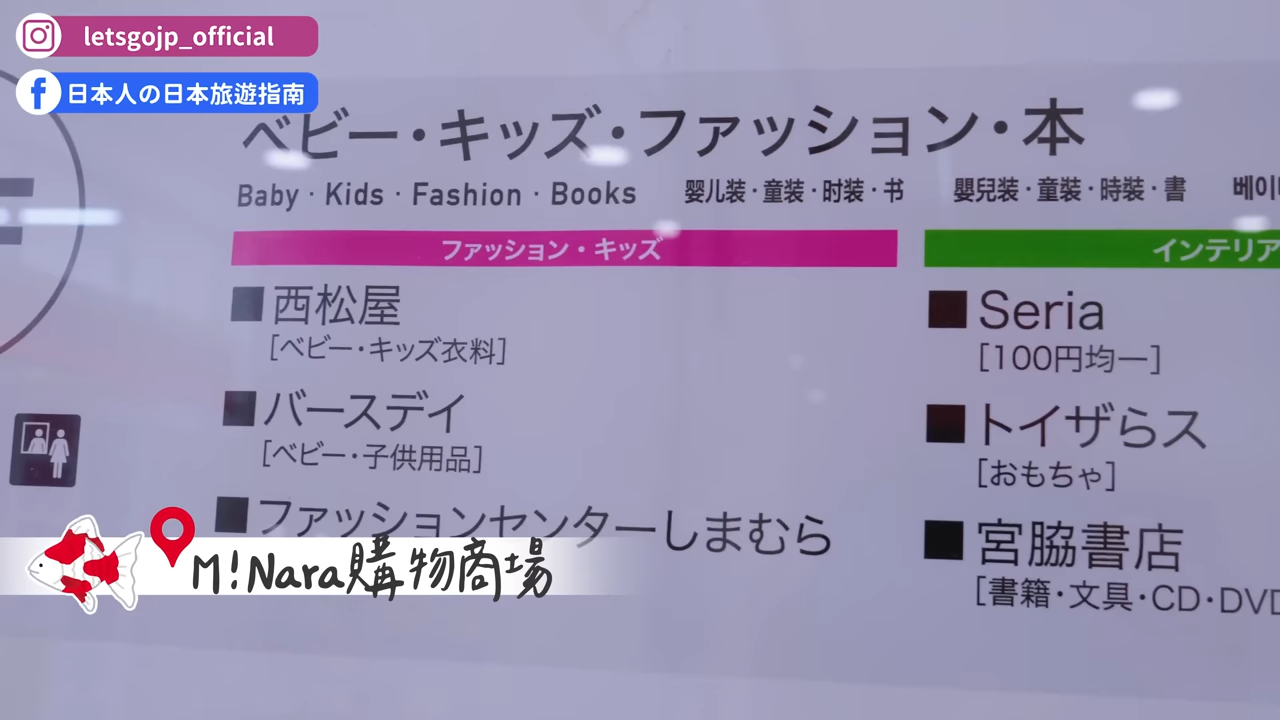 letsgojp_official
日本人の日本旅遊指南
ベビー・キッズ・ファッション・本
Baby · Kids · Fashion · Books 婴儿装·童装·时装·书 嬰兒装·童裝·時裝·書 베이
ファッション・キッズ
インテリア
■西松屋
[ベビー・キッズ衣料]
■バースデイ
[ベビー・子供用品]
■ファッションセンターしまむら
■Seria
[100円均一]
■トイザらス
[おもちゃ]
■宮脇書店
[書籍・文具・CD・DVD
M!Nara購物商場